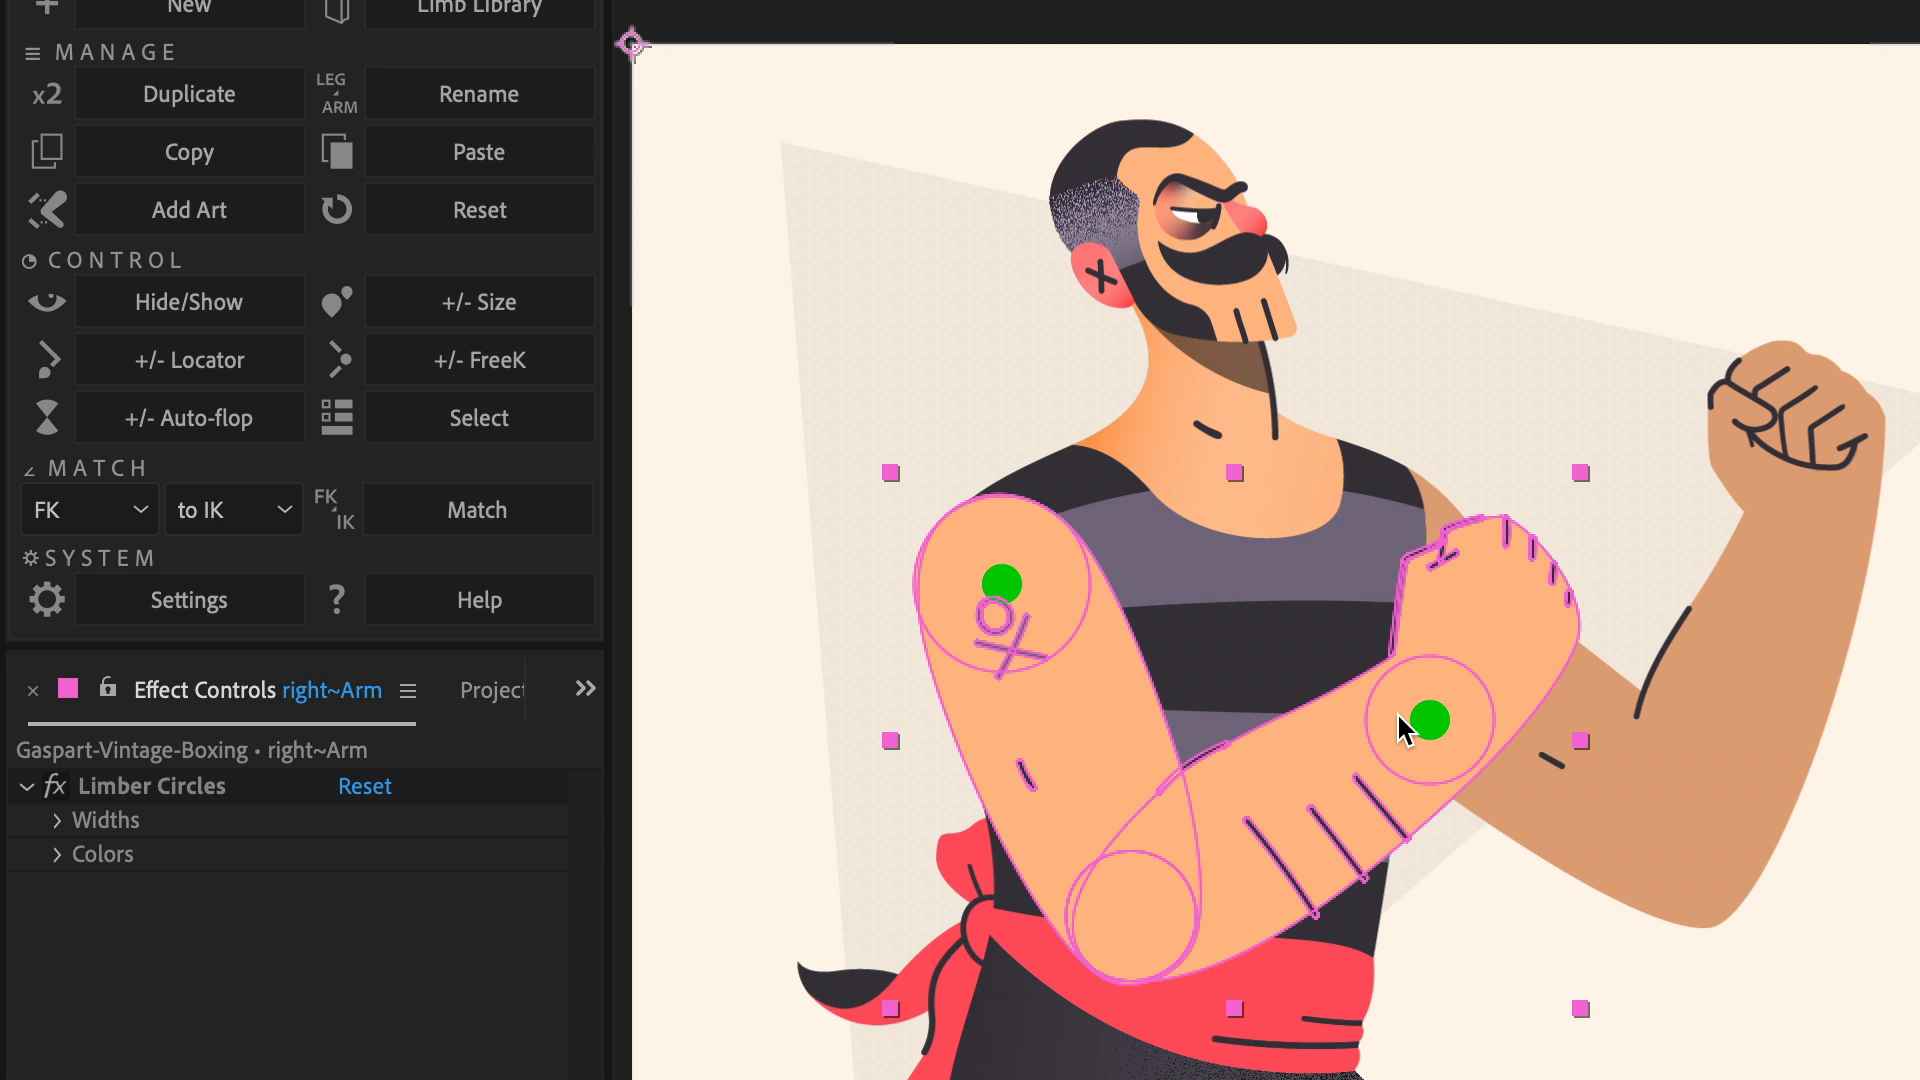 New
Limb Library
MANAGE
x2
Duplicate
LEG
ARM
Rename
Copy
Paste
Add Art
Reset
CONTROL
Hide/Show
+/- Size
+/- Locator
+/- FreeK
+/- Auto-flop
Select
MATCH
FK
to IK
FK
IK
Match
SYSTEM
Settings
?
Help
Effect Controls right~Arm
Project
Gaspart-Vintage-Boxing • right~Arm
fx Limber Circles
Reset
Widths
Colors